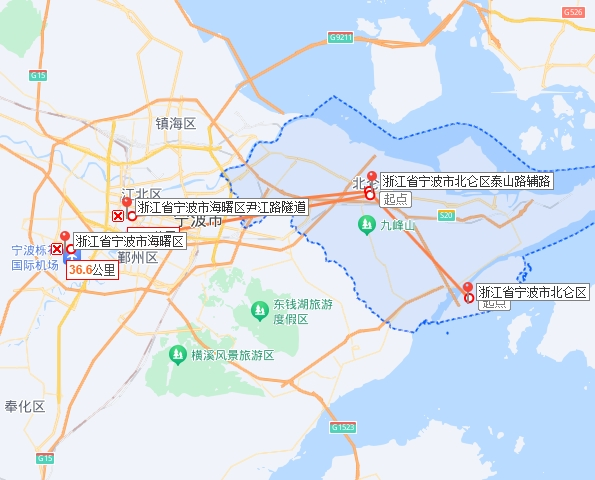 G526
G9211
G15
镇海区
北仑
浙江省宁波市北仑区泰山路辅路
江北区
起点
浙江省宁波市海曙区尹江路隧道
宁波市
S20
九峰山
浙江省宁波市海曙区
宁波栎社
国际机场
鄞州区
36.6公里
浙江省宁波市北仑区
起点
东钱湖旅游
度假区
横溪风景旅游区
奉化区
G1523
G15